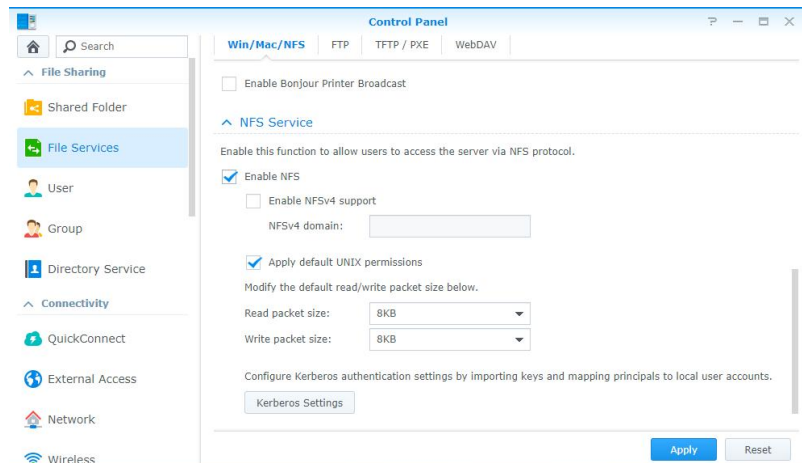 Control Panel
Search
Win/Mac/NFS FTP TFTP / PXE WebDAV
File Sharing
Shared Folder
File Services
User
Group
Directory Service
Connectivity
QuickConnect
External Access
Network
Wireless
Enable Bonjour Printer Broadcast
NFS Service
Enable this function to allow users to access the server via NFS protocol.
Enable NFS
Enable NFSv4 support
NFSv4 domain:
Apply default UNIX permissions
Modify the default read/write packet size below.
Read packet size: 8KB
Write packet size: 8KB
Configure Kerberos authentication settings by importing keys and mapping principals to local user accounts.
Kerberos Settings
Apply Reset